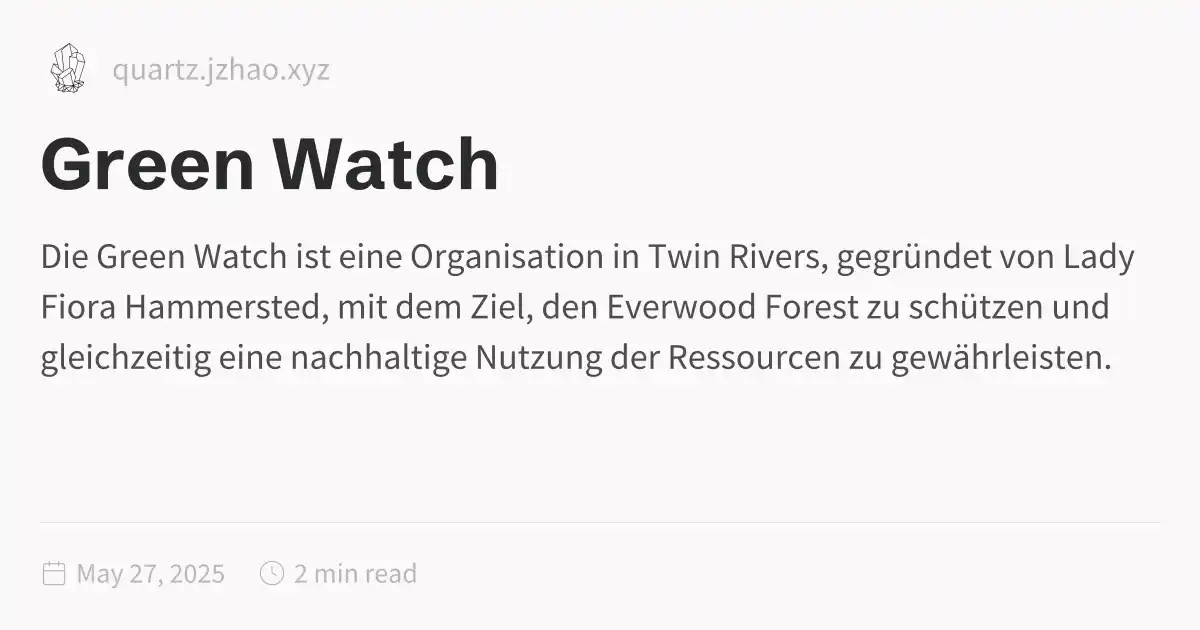 quartz.jzhao.xyz
Green Watch
Die Green Watch ist eine Organisation in Twin Rivers, gegründet von Lady
Fiora Hammersted, mit dem Ziel, den Everwood Forest zu schützen und
gleichzeitig eine nachhaltige Nutzung der Ressourcen zu gewährleisten.
May 27, 2025 2 min read